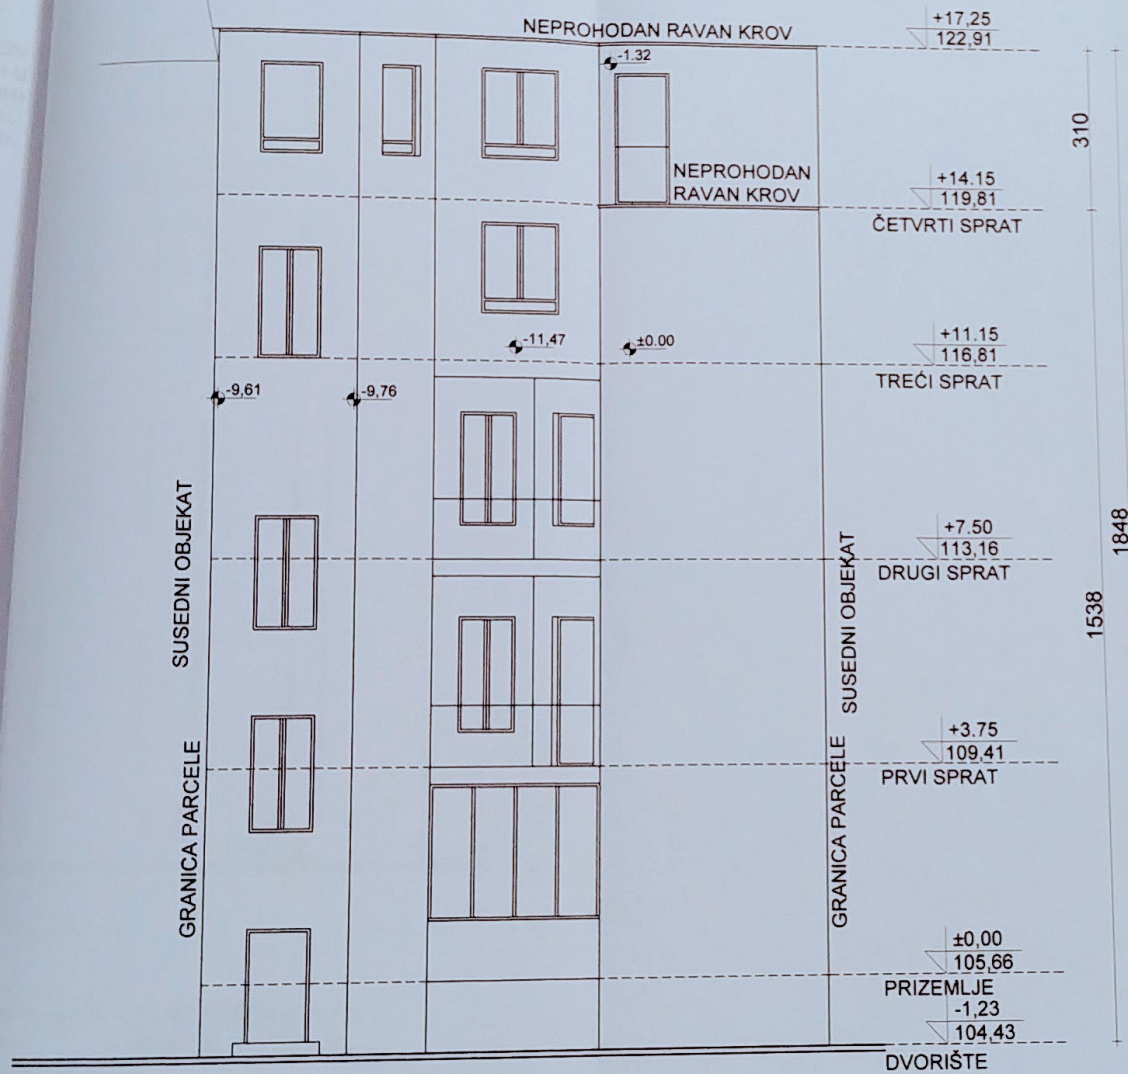 NEPROHODAN RAVAN KROV
+17,25
122,91
-1.32
310
NEPROHODAN
RAVAN KROV
+14.15
119,81
ČETVRTI SPRAT
-11,47
±0.00
+11.15
116,81
TREĆI SPRAT
-9,61
-9,76
SUSEDNI OBJEKAT
SUSEDNI OBJEKAT
+7.50
113,16
DRUGI SPRAT
1848
1538
GRANICA PARCELE
GRANICA PARCELE
+3.75
109,41
PRVI SPRAT
±0,00
105,66
PRIZEMLJE
-1,23
104,43
DVORIŠTE